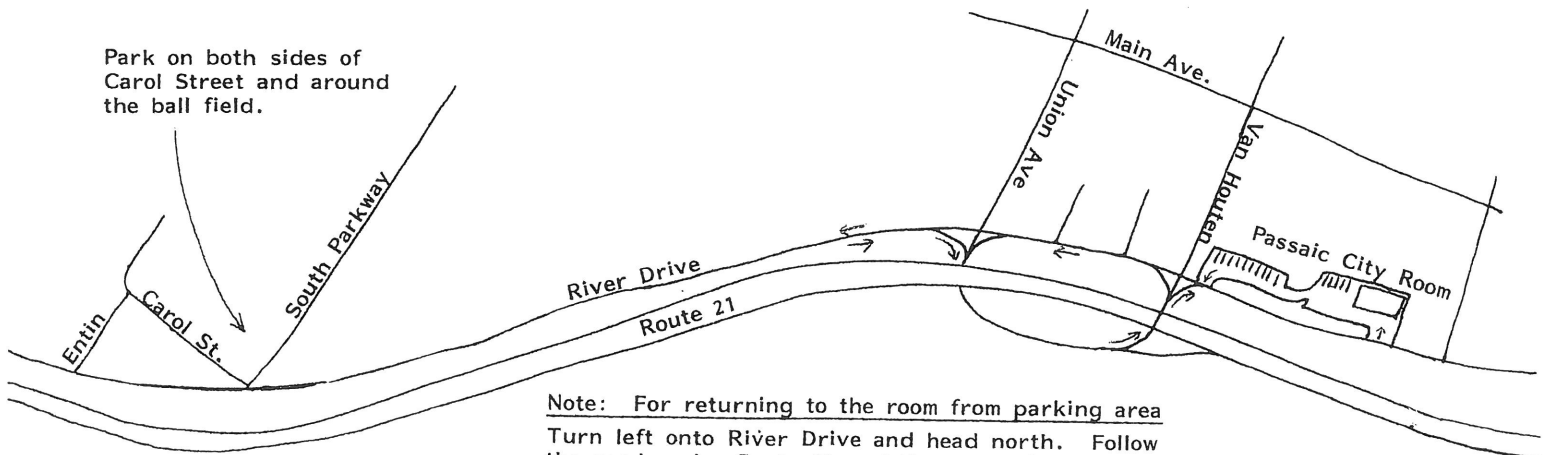 Park on both sides of
Carol Street and around
the ball field.
Main Ave.
Union Ave
Van Houten
Passaic City Room
South Parkway
River Drive
Route 21
Entin
Carol St.
Note: For returning to the room from parking area
Turn left onto River Drive and head north. Follow